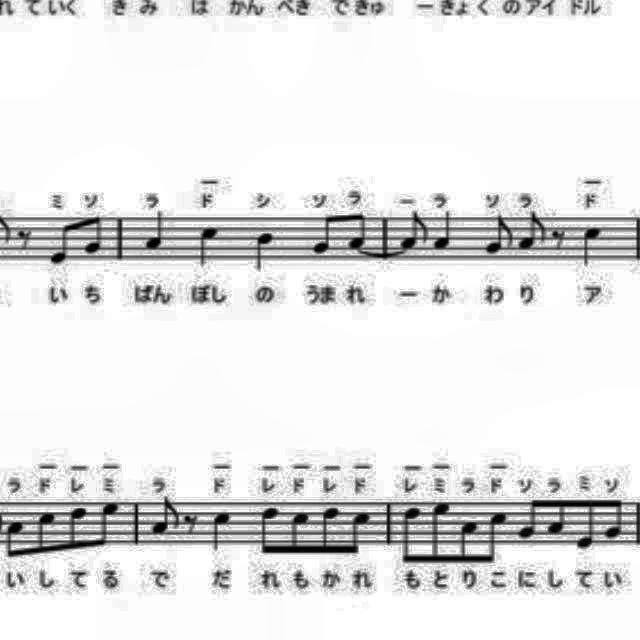 れていく きみ は かん ぺき できゅ ーきょく のアイ ドル
ミ ソ ラ ド シ ソ ラ ー ラ ソ ラ ド
い ち ばん ぼし の うま れ ー か わ り ア
ラ ド レ ミ ラ ド レ ド レ ド レ ミ ラ ド ソ ラ ミ ソ
い し て る で だ れ も か れ も と り こ に し て い